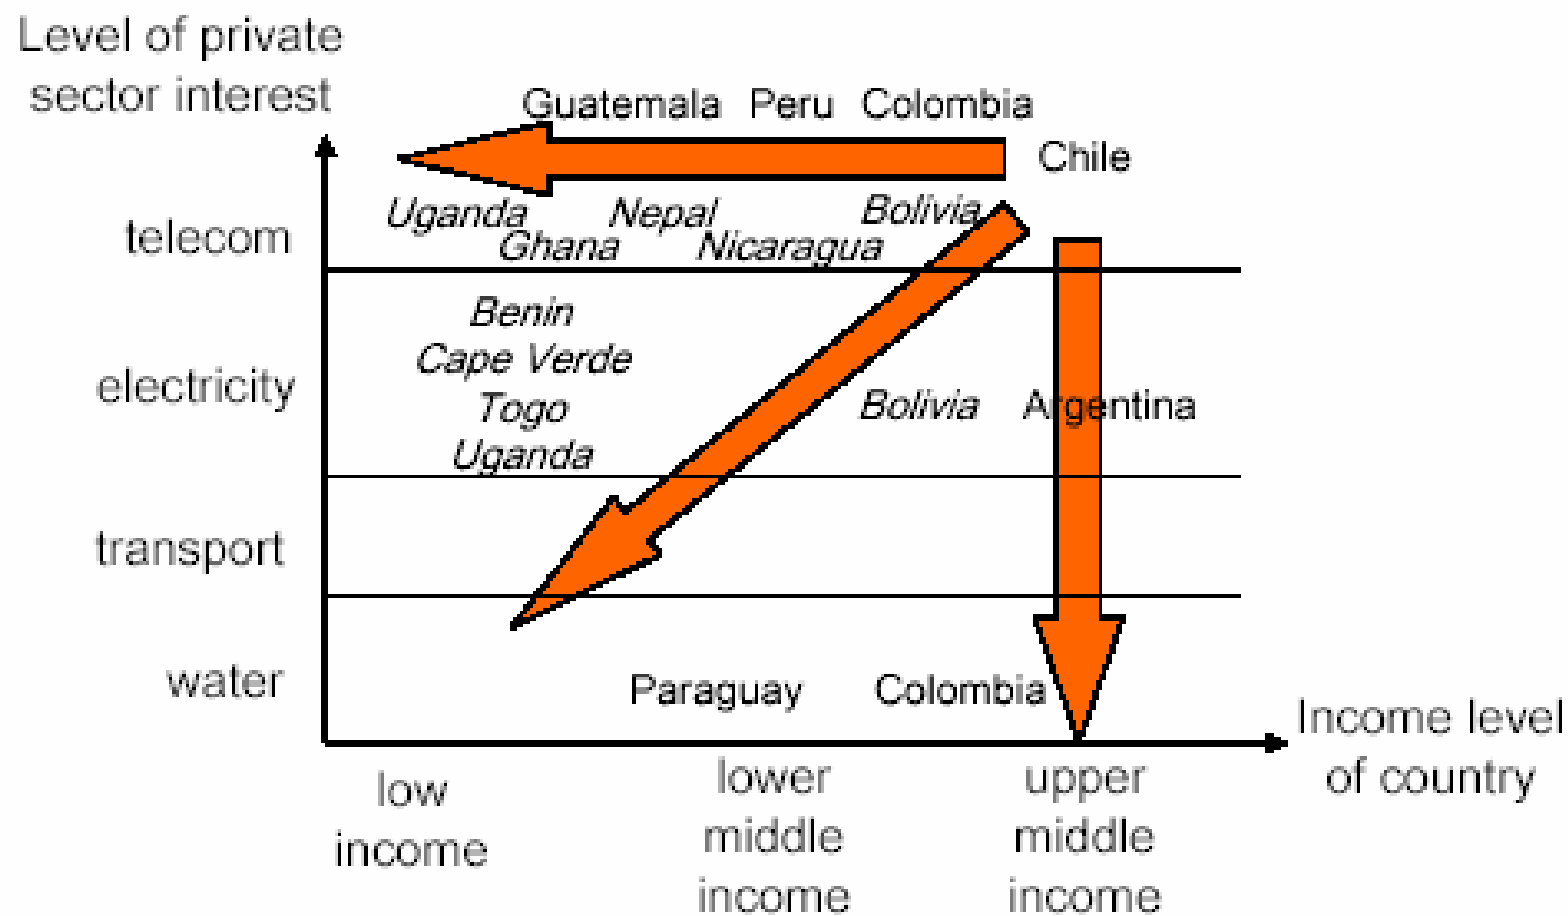 Level of private
sector interest
Guatemala Peru Colombia
Chile
Uganda Nepal Bolivia
telecom
Ghana Nicaragua
Benin
Cape Verde
electricity
Togo Bolivia Argentina
Uganda
transport
water
Paraguay Colombia
Income level
of country
low
income
lower
middle
income
upper
middle
income